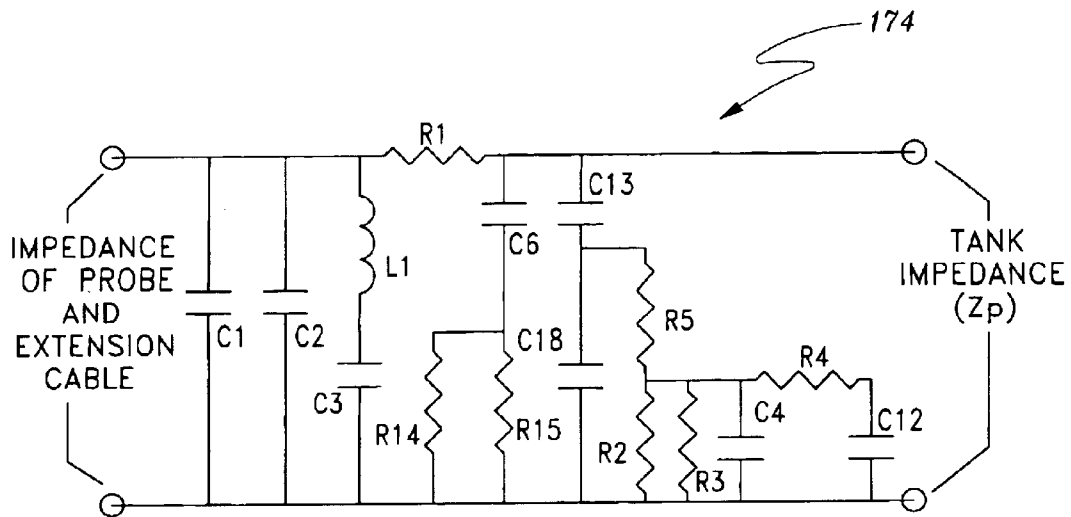 174
R1
C13
C6
IMPEDANCE
OF PROBE
AND
EXTENSION
CABLE
L1
TANK
IMPEDANCE
(Zp)
R5
C1
C2
C18
R4
C3
C4
C12
R14
R15
R2
R3